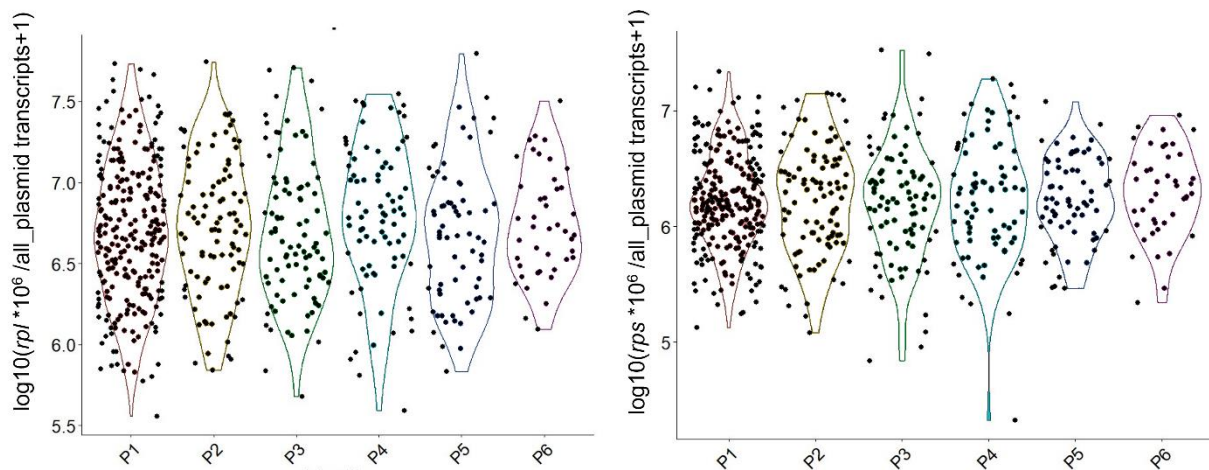 log10(rpl *10⁶ /all_plasmid transcripts+1)
7.5
7.0
6.5
6.0
5.5
P1 P2 P3 P4 P5 P6
log10(rps *10⁶ /all_plasmid transcripts+1)
7
6
5
P1 P2 P3 P4 P5 P6